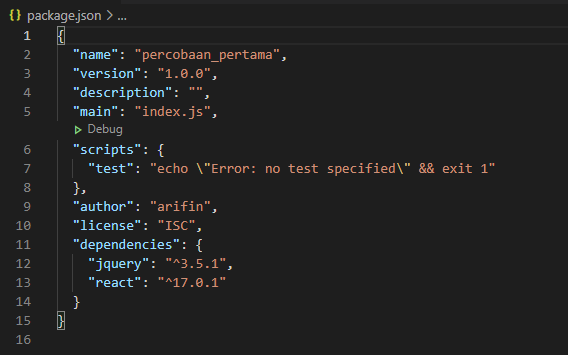 {} package.json > ...
1 {
2 "name": "percobaan_pertama",
3 "version": "1.0.0",
4 "description": "",
5 "main": "index.js",
Debug
6 "scripts": {
7 "test": "echo \"Error: no test specified\" && exit 1"
8 },
9 "author": "arifin",
10 "license": "ISC",
11 "dependencies": {
12 "jquery": "^3.5.1",
13 "react": "^17.0.1"
14 }
15 }
16